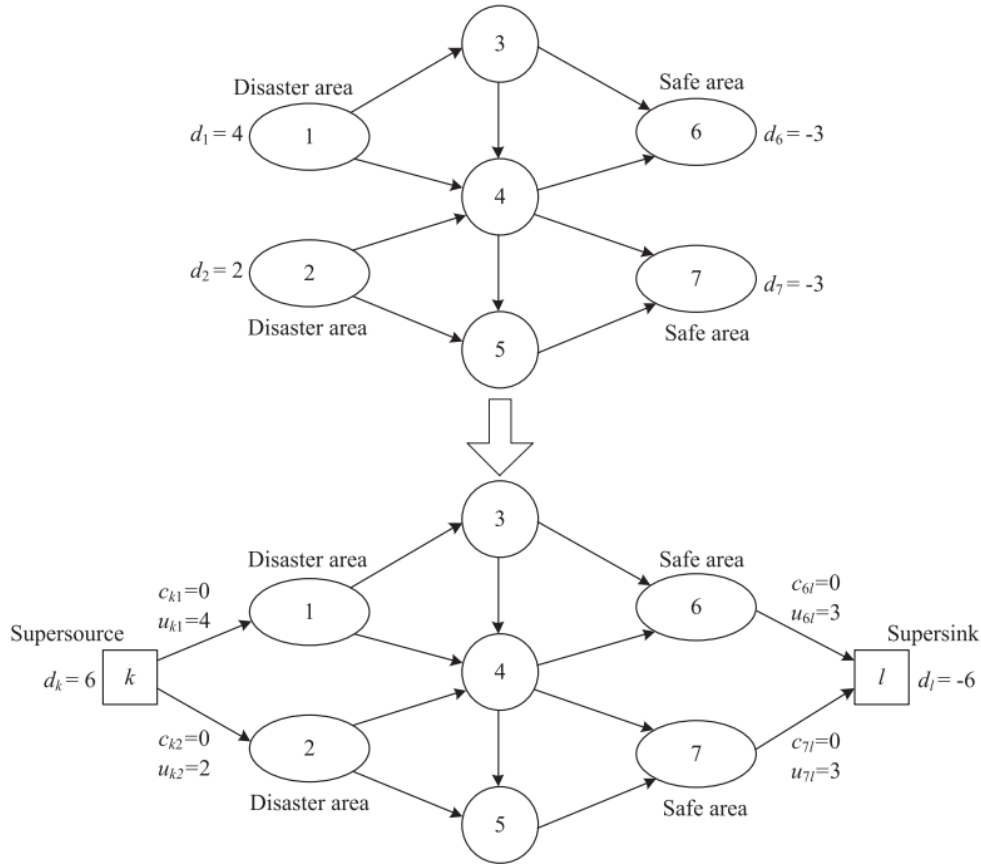 3
Disaster area
Safe area
d1 = 4
1
6
d6 = -3
4
d2 = 2
2
7
d7 = -3
Disaster area
Safe area
5
3
Disaster area
Safe area
ck1=0
uk1=4
1
6
c6l=0
u6l=3
Supersource
Supersink
dk = 6
k
4
l
dl = -6
ck2=0
uk2=2
2
7
c7l=0
u7l=3
Disaster area
Safe area
5